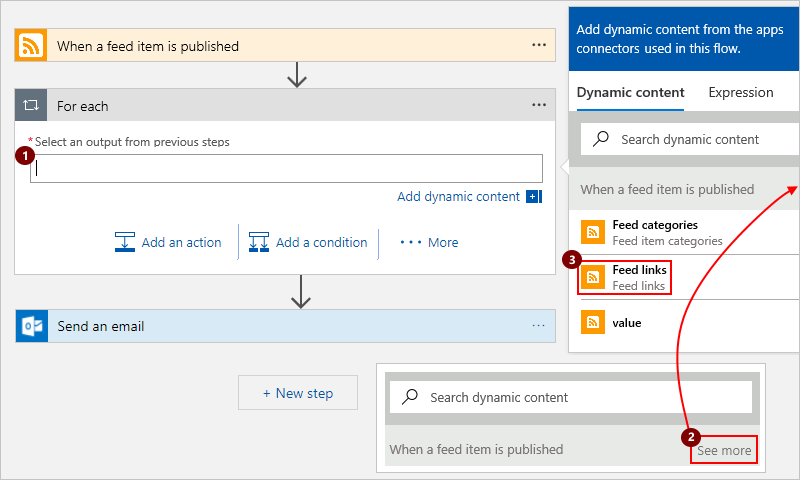 When a feed item is published
...
For each
...
*Select an output from previous steps
1
Add dynamic content
Add an action
Add a condition
... More
Send an email
...
+ New step
Add dynamic content from the apps
connectors used in this flow.
Dynamic content
Expression
Search dynamic content
When a feed item is published
Feed categories
Feed item categories
3
Feed links
Feed links
value
Search dynamic content
2
When a feed item is published
See more